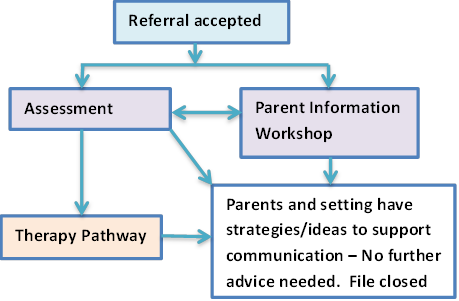 Referral accepted
Assessment
Parent Information
Workshop
Therapy Pathway
Parents and setting have
strategies/ideas to support
communication – No further
advice needed.  File closed